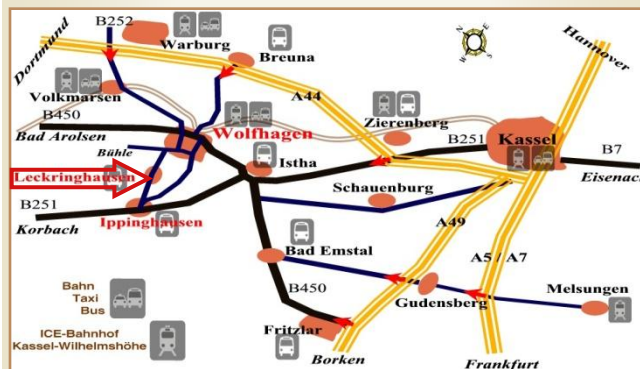 B252
Dortmund
Warburg
Breuna
Hannover
N
E
W
S
Volkmarsen
A44
B450
Bad Arolsen
Wolfhagen
Zierenberg
B251
Kassel
B7
Bühle
Istha
Eisenach
Leckringhausen
Schauenburg
B251
Ippinghausen
Korbach
A49
Bad Emstal
A5 / A7
Bahn
Taxi
Bus
B450
Gudensberg
Melsungen
ICE-Bahnhof
Kassel-Wilhelmshöhe
Fritzlar
Borken
Frankfurt